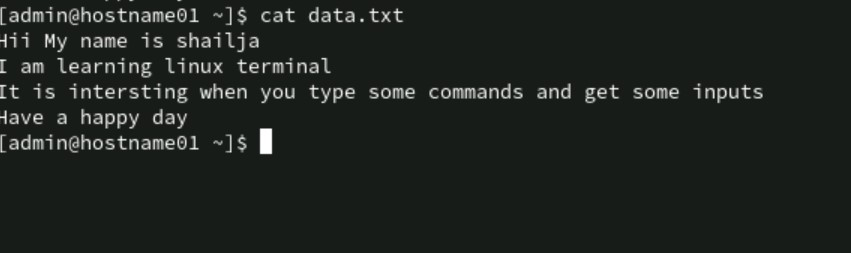 [admin@hostname01 ~]$ cat data.txt
Hii My name is shailja
I am learning linux terminal
It is intersting when you type some commands and get some inputs
Have a happy day
[admin@hostname01 ~]$